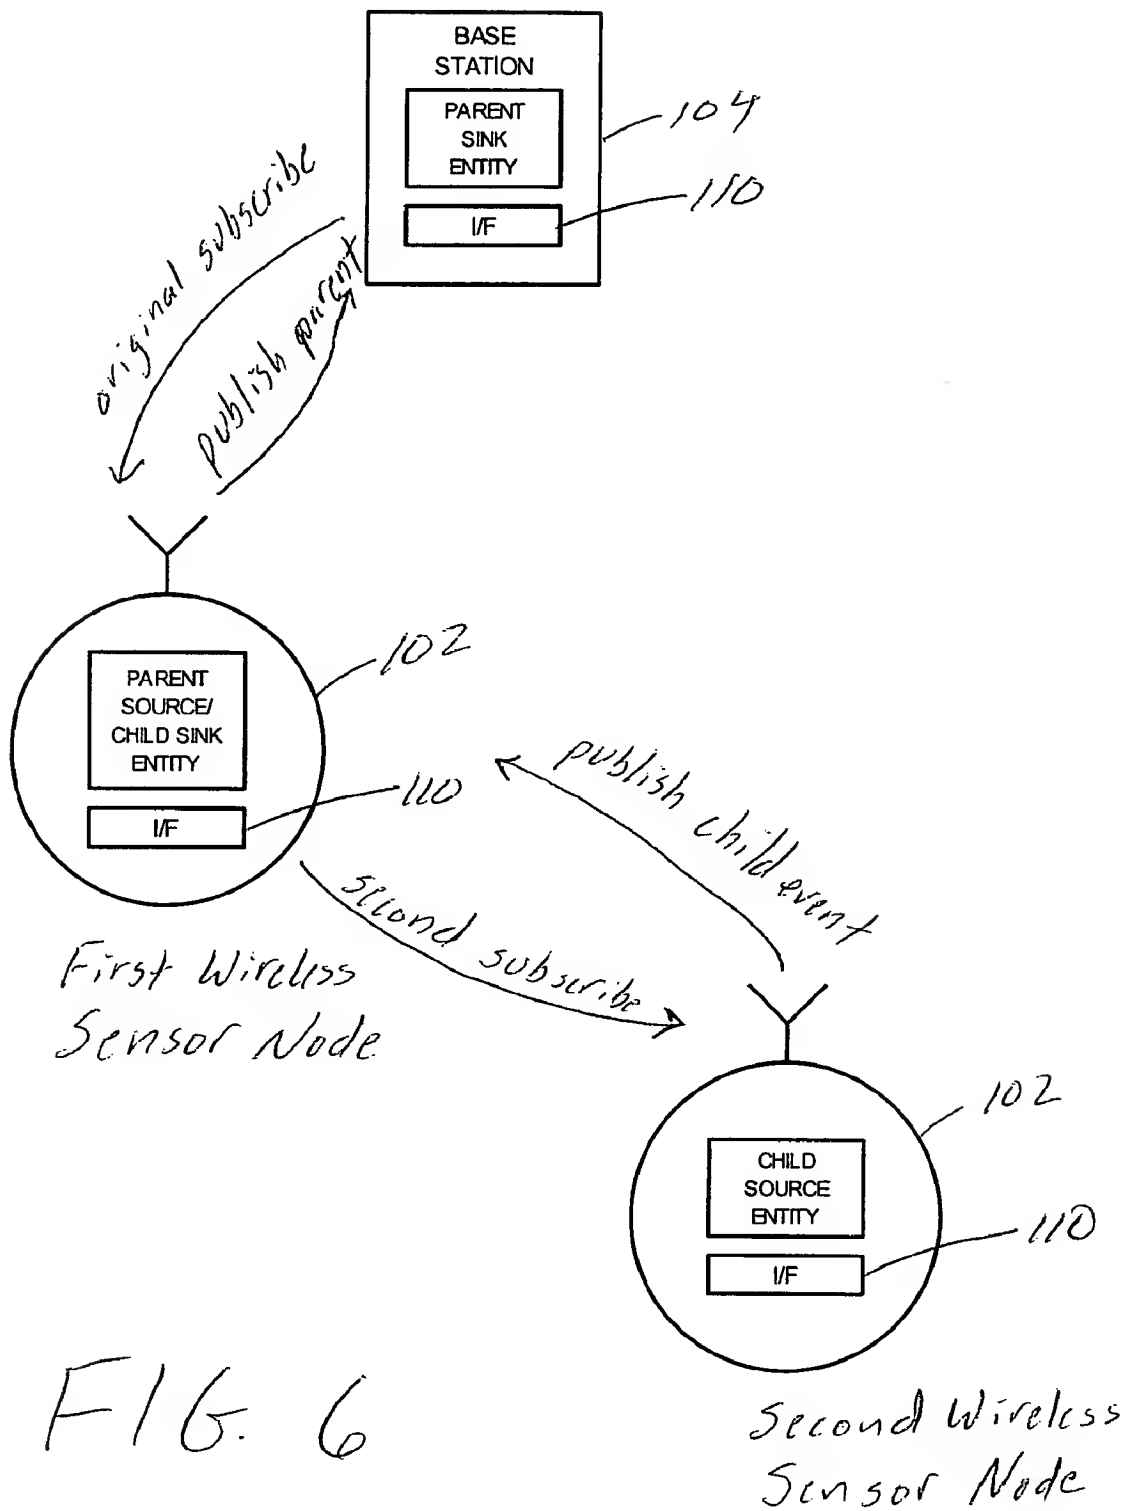 BASE
STATION
PARENT
SINK
ENTITY
I/F
104
110
original subscribe
publish parent
PARENT
SOURCE/
CHILD SINK
ENTITY
I/F
102
110
First Wireless
Sensor Node
publish child event
second subscribe
CHILD
SOURCE
ENTITY
I/F
102
110
Second Wireless
Sensor Node
FIG. 6